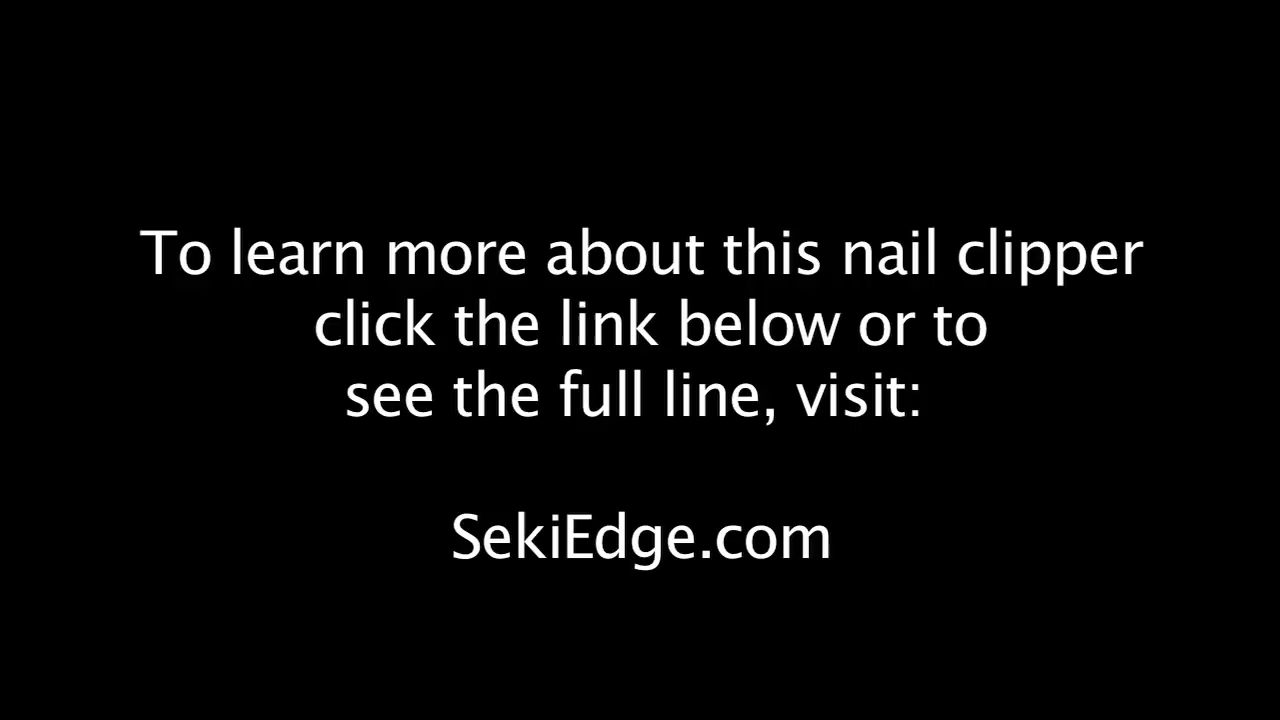 To learn more about this nail clipper
click the link below or to
see the full line, visit:
SekiEdge.com